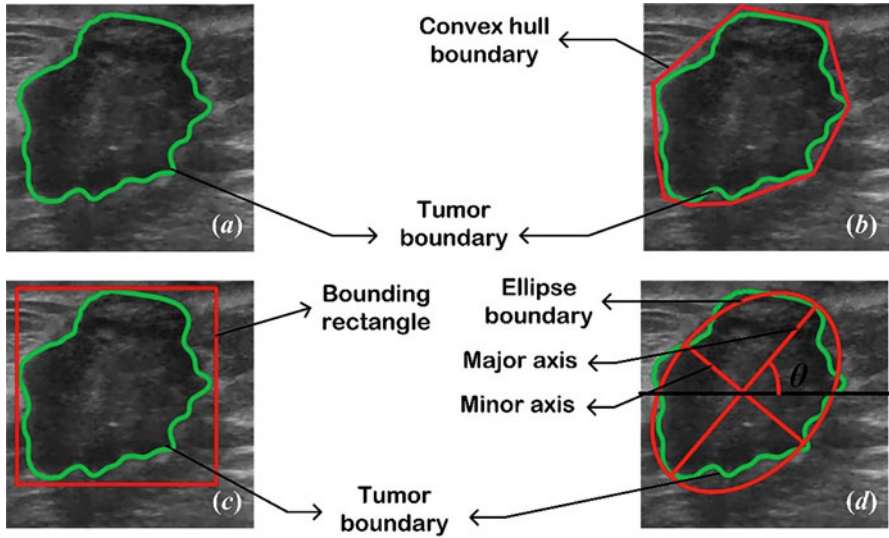 Convex hull
boundary
(a)
Tumor
boundary
(b)
Bounding
rectangle
Ellipse
boundary
Major axis
Minor axis
θ
(c)
Tumor
boundary
(d)